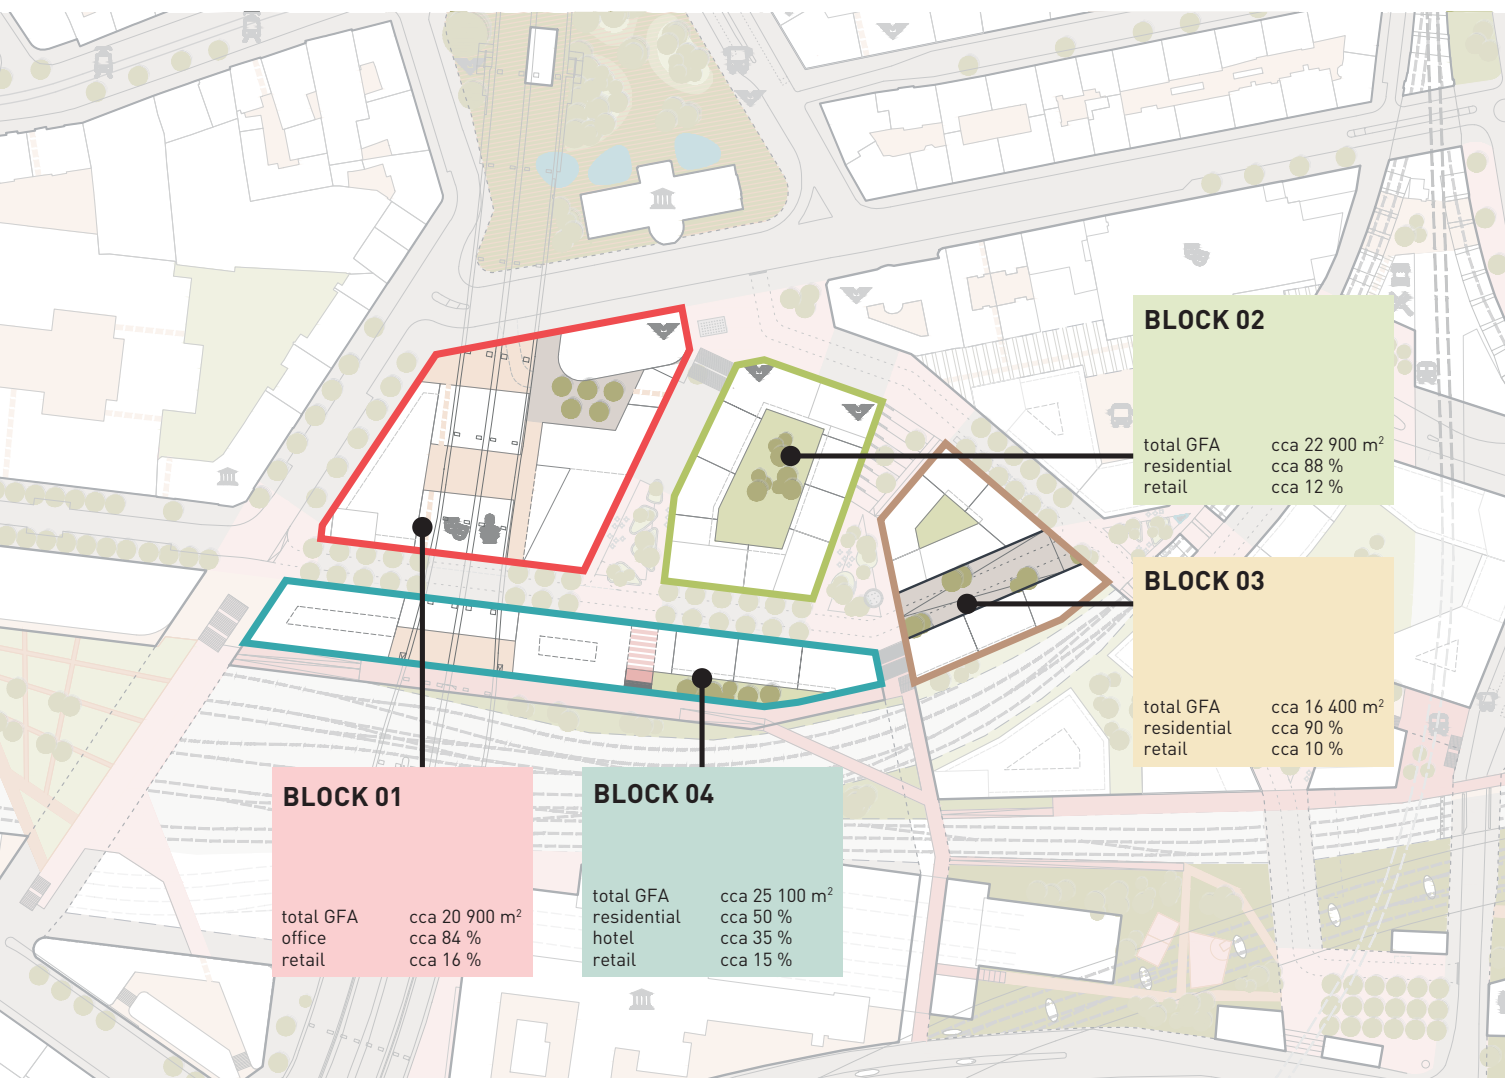 BLOCK 02
total GFA cca 22 900 m²
residential cca 88 %
retail cca 12 %
BLOCK 03
total GFA cca 16 400 m²
residential cca 90 %
retail cca 10 %
BLOCK 01
total GFA cca 20 900 m²
office cca 84 %
retail cca 16 %
BLOCK 04
total GFA cca 25 100 m²
residential cca 50 %
hotel cca 35 %
retail cca 15 %